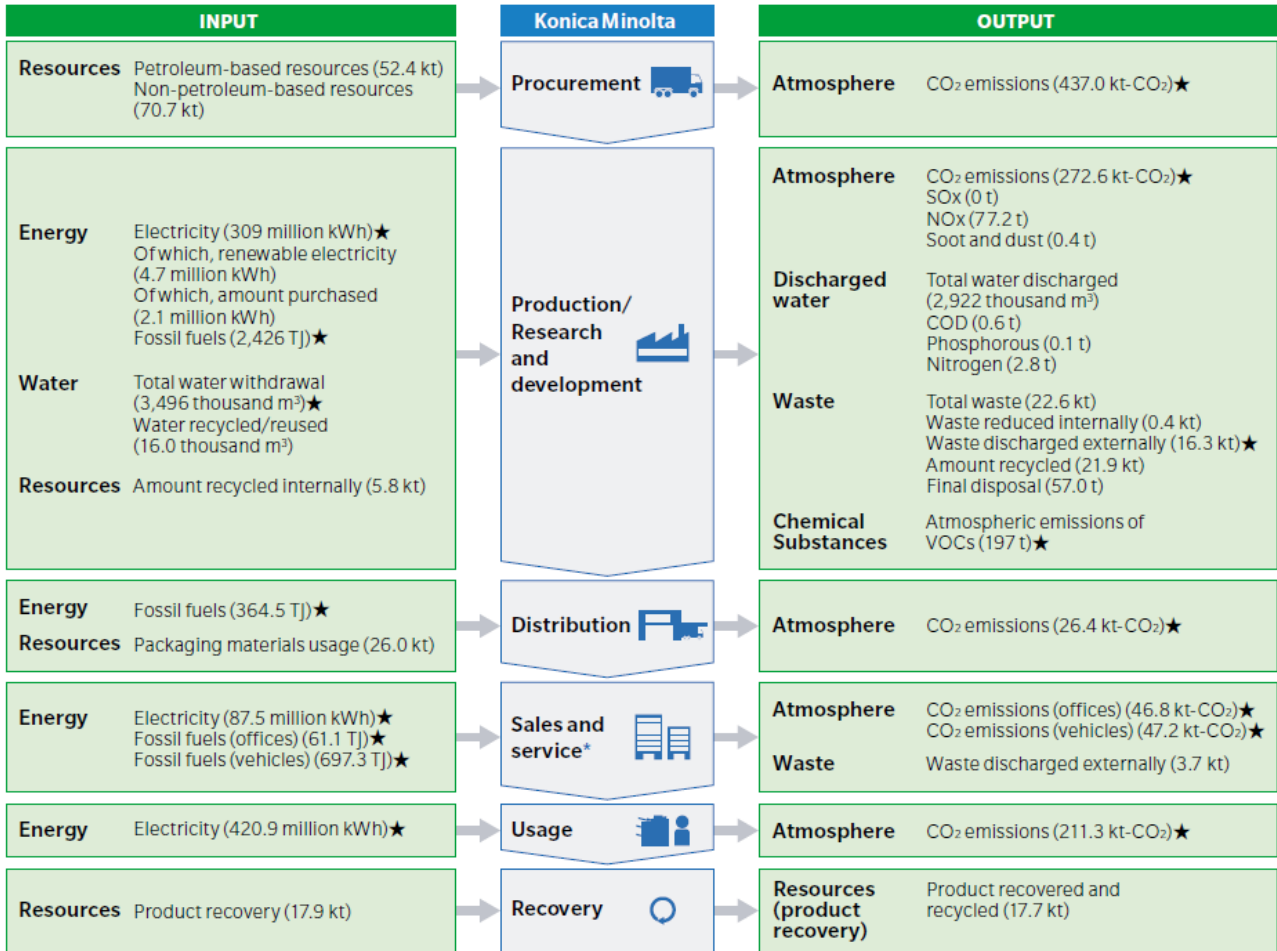 INPUT
Konica Minolta
OUTPUT
Resources
Petroleum-based resources (52.4 kt)
Non-petroleum-based resources
(70.7 kt)
Procurement
Atmosphere
CO₂ emissions (437.0 kt-CO₂)★
Energy
Electricity (309 million kWh)★
Of which, renewable electricity
(4.7 million kWh)
Of which, amount purchased
(2.1 million kWh)
Fossil fuels (2,426 TJ)★
Water
Total water withdrawal
(3,496 thousand m³)★
Water recycled/reused
(16.0 thousand m³)
Resources
Amount recycled internally (5.8 kt)
Production/
Research
and
development
Atmosphere
CO₂ emissions (272.6 kt-CO₂)★
SOx (0 t)
NOx (77.2 t)
Soot and dust (0.4 t)
Discharged
water
Total water discharged
(2,922 thousand m³)
COD (0.6 t)
Phosphorous (0.1 t)
Nitrogen (2.8 t)
Waste
Total waste (22.6 kt)
Waste reduced internally (0.4 kt)
Waste discharged externally (16.3 kt)★
Amount recycled (21.9 kt)
Final disposal (57.0 t)
Chemical
Substances
Atmospheric emissions of
VOCs (197 t)★
Energy
Fossil fuels (364.5 TJ)★
Resources
Packaging materials usage (26.0 kt)
Distribution
Atmosphere
CO₂ emissions (26.4 kt-CO₂)★
Energy
Electricity (87.5 million kWh)★
Fossil fuels (offices) (61.1 TJ)★
Fossil fuels (vehicles) (697.3 TJ)★
Sales and
service*
Atmosphere
CO₂ emissions (offices) (46.8 kt-CO₂)★
CO₂ emissions (vehicles) (47.2 kt-CO₂)★
Waste
Waste discharged externally (3.7 kt)
Energy
Electricity (420.9 million kWh)★
Usage
Atmosphere
CO₂ emissions (211.3 kt-CO₂)★
Resources
Product recovery (17.9 kt)
Recovery
Resources
(product
recovery)
Product recovered and
recycled (17.7 kt)